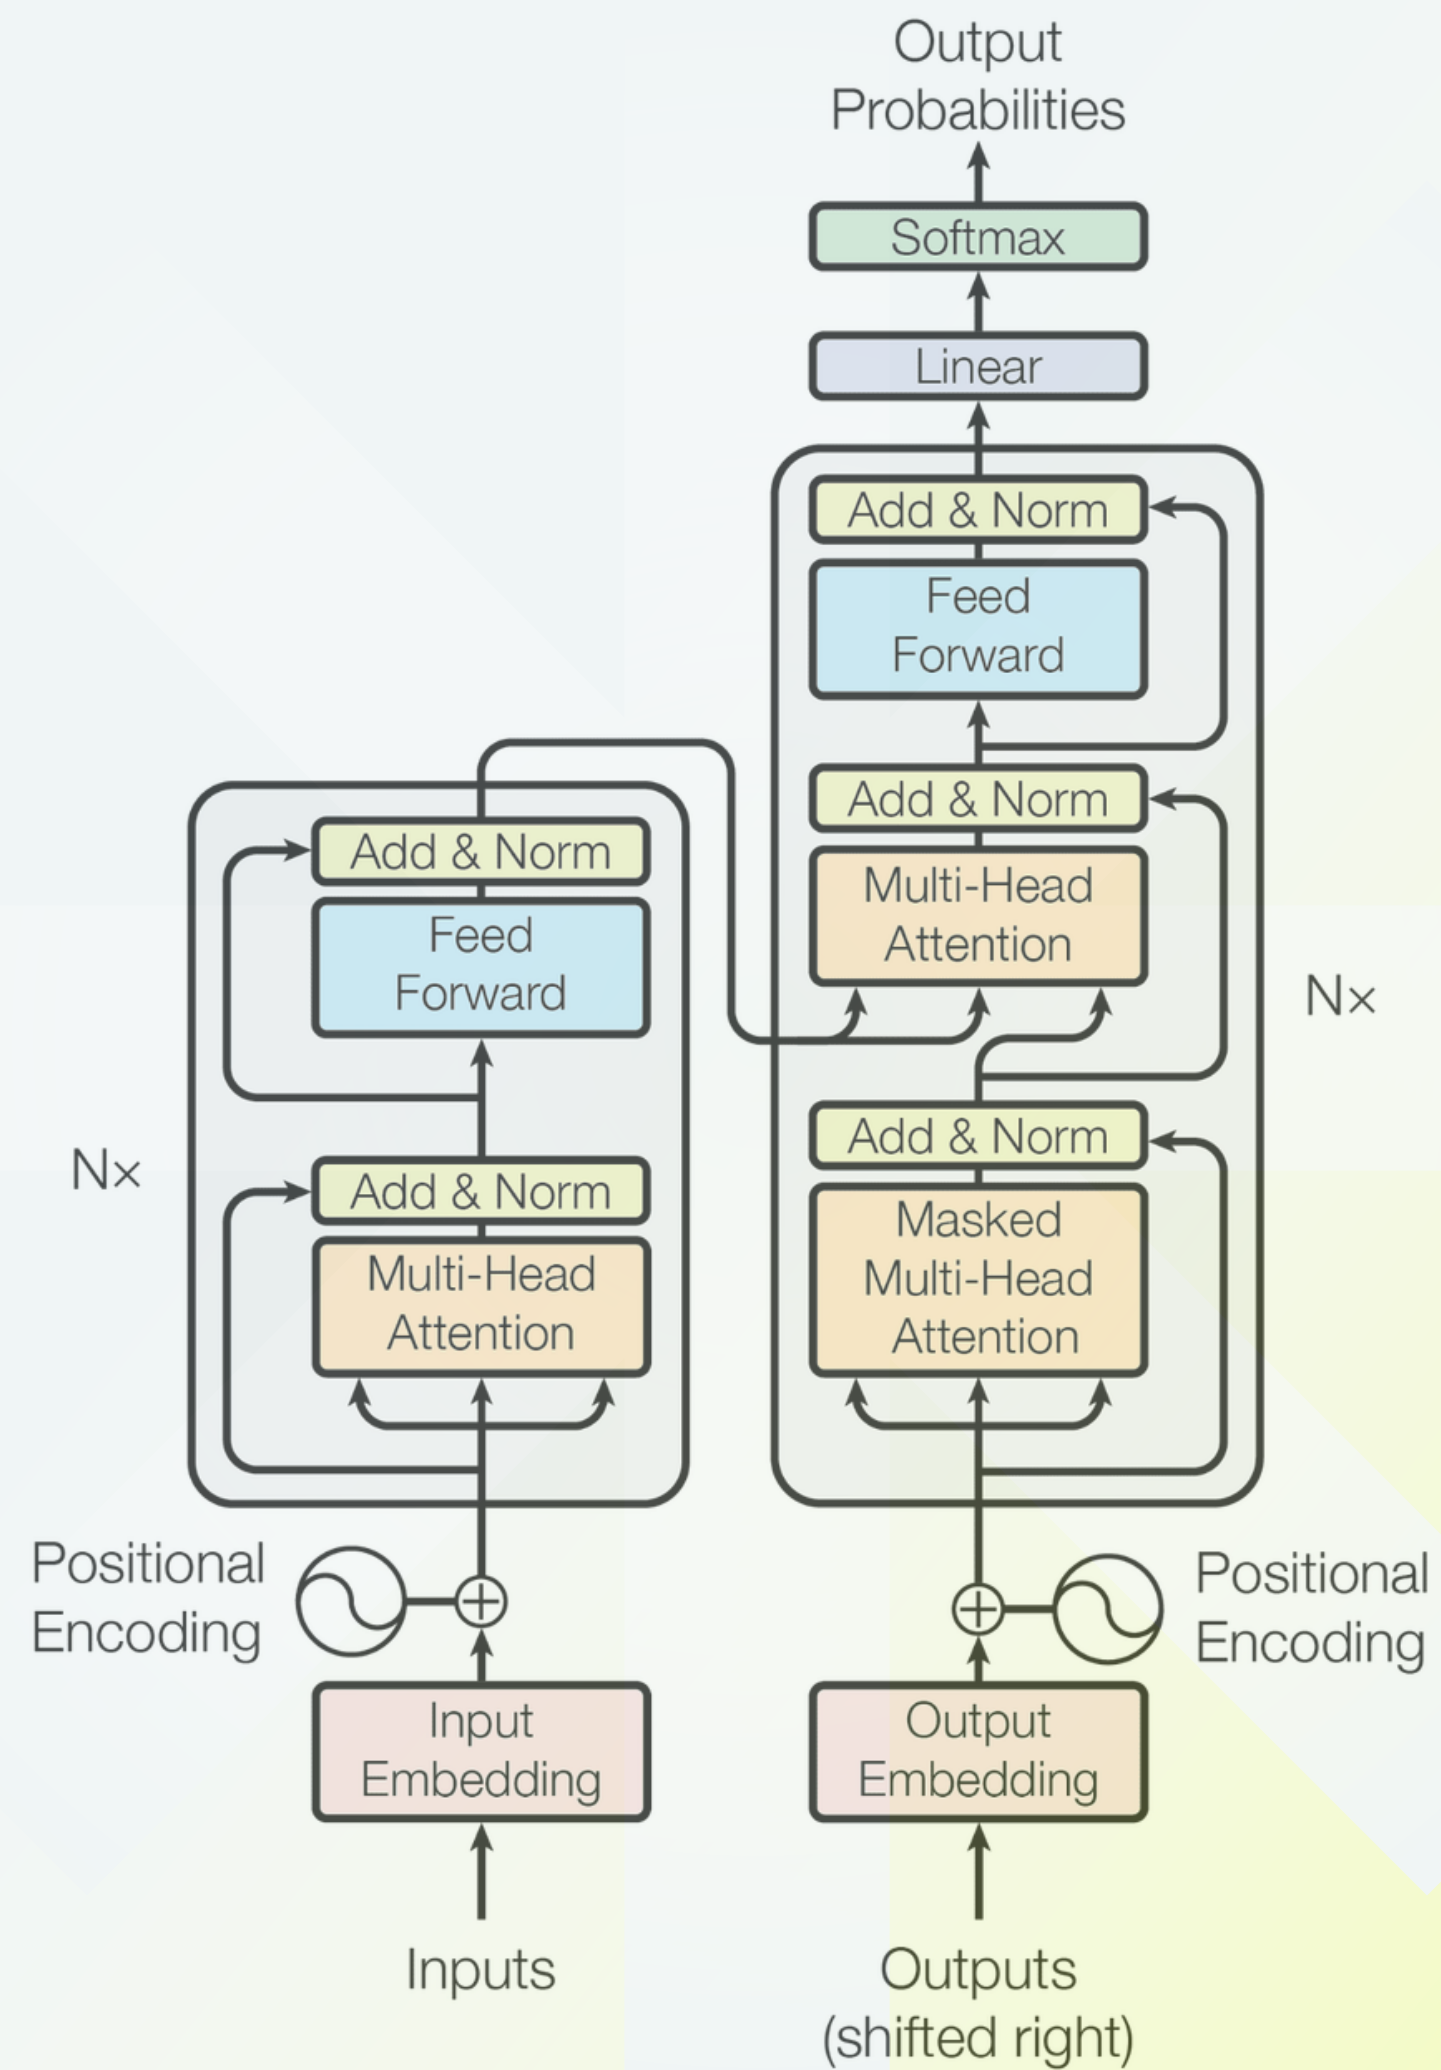 Output
Probabilities
Softmax
Linear
Add & Norm
Feed
Forward
Add & Norm
Multi-Head
Attention
Nx
Add & Norm
Masked
Multi-Head
Attention
Add & Norm
Feed
Forward
Nx
Add & Norm
Multi-Head
Attention
Positional
Encoding
Positional
Encoding
Input
Embedding
Output
Embedding
Inputs
Outputs
(shifted right)